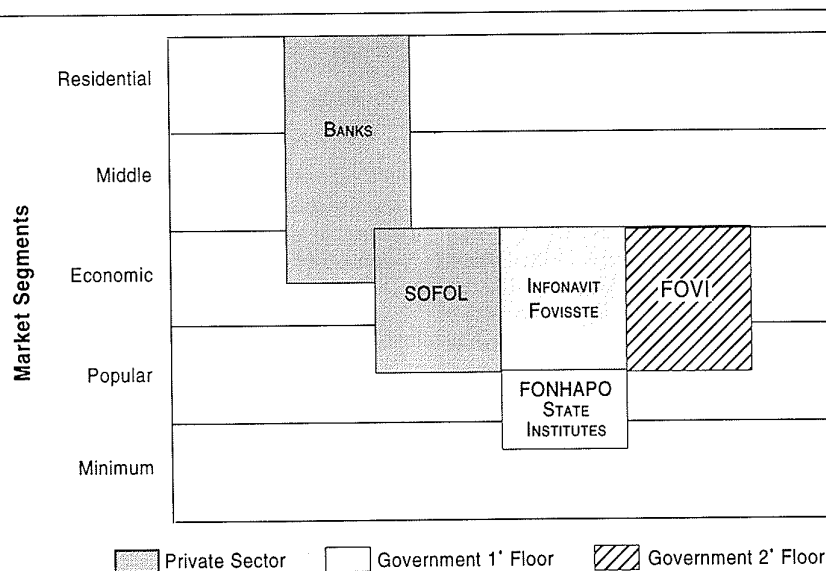 Market Segments
Residential
Middle
Economic
Popular
Minimum
BANKS
SOFOL
INFONAVIT
FOVISSTE
FOVI
FONHAPO
STATE
INSTITUTES
Private Sector
Government 1' Floor
Government 2' Floor